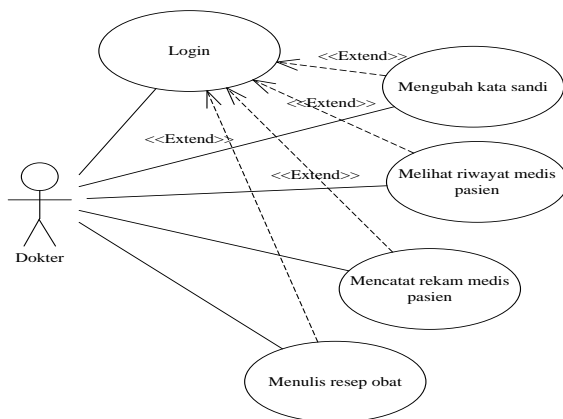 Login
<<Extend>>
Mengubah kata sandi
<<Extend>>
<<Extend>>
Melihat riwayat medis
pasien
<<Extend>>
Dokter
Mencatat rekam medis
pasien
Menulis resep obat